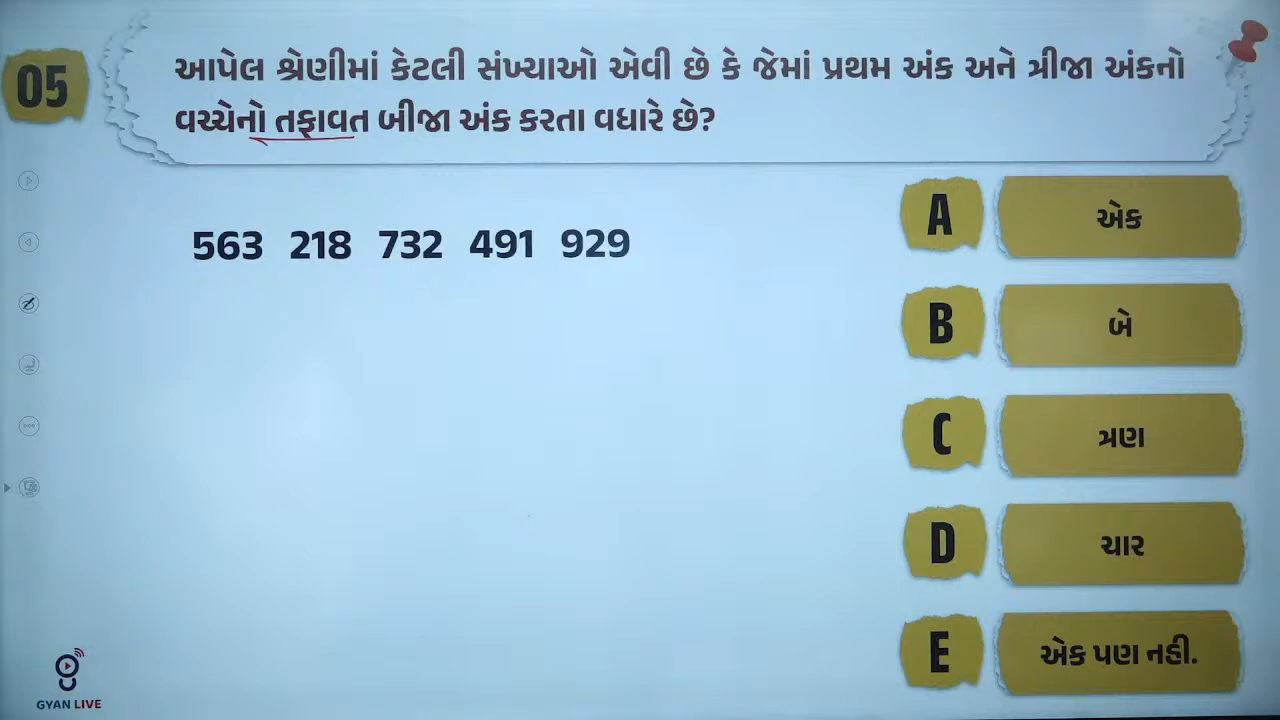 05
આપેલ શ્રેણીમાં કેટલી સંખ્યાઓ એવી છે કે જેમાં પ્રથમ અંક અને ત્રીજા અંકનો
વચ્ચેનો તફાવત બીજા અંક કરતા વધારે છે?
563 218 732 491 929
A એક
B બે
C ત્રણ
D ચાર
E એક પણ નહી.
GYAN LIVE